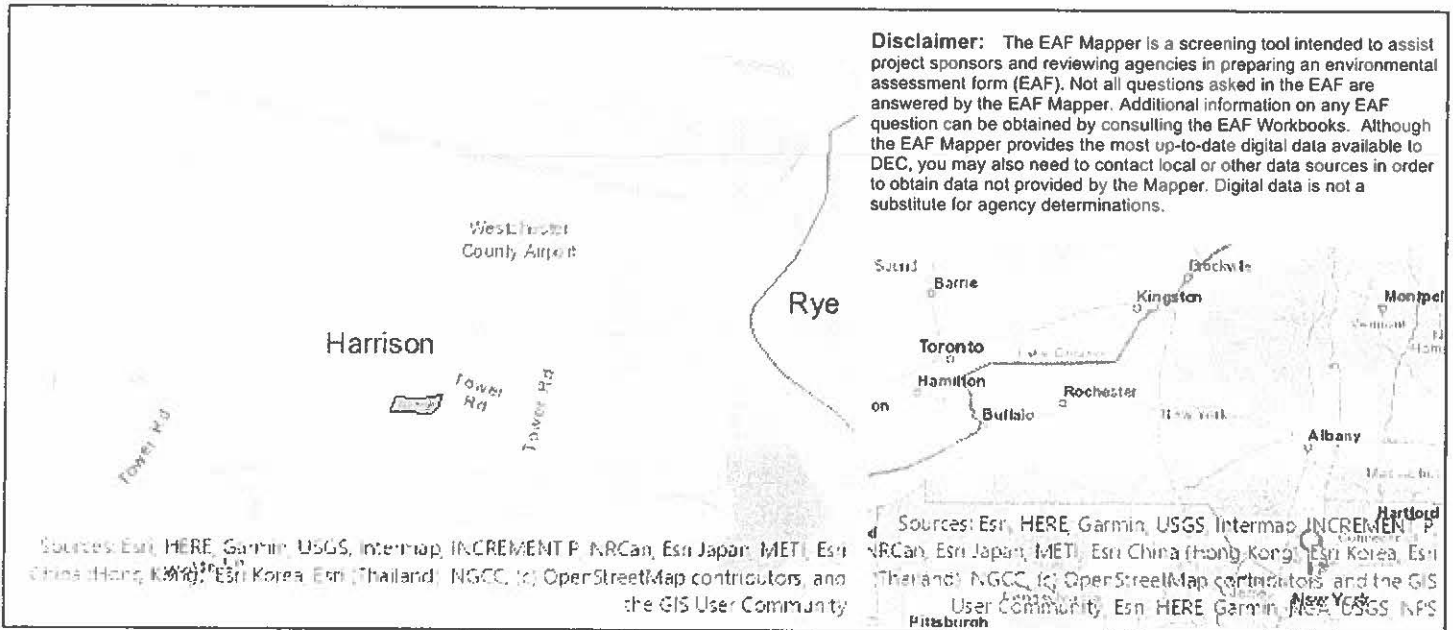 Disclaimer: The EAF Mapper is a screening tool intended to assist
project sponsors and reviewing agencies in preparing an environmental
assessment form (EAF). Not all questions asked in the EAF are
answered by the EAF Mapper. Additional information on any EAF
question can be obtained by consulting the EAF Workbooks. Although
the EAF Mapper provides the most up-to-date digital data available to
DEC, you may also need to contact local or other data sources in order
to obtain data not provided by the Mapper. Digital data is not a
substitute for agency determinations.
Westchester
County Airport
Rye
Harrison
Tower
Rd
Tower Rd
Tower Rd
Sources: Esri, HERE, Garmin, USGS, Intermap, INCREMENT P, NRCan, Esri Japan, METI, Esri
China (Hong Kong), Esri Korea, Esri (Thailand), NGCC, (c) OpenStreetMap contributors, and
the GIS User Community
Sound
Barrie
Brockville
Kingston
Montpel
Vermont
Toronto
Lake Ontario
Hamilton
Rochester
on
Buffalo
New York
Albany
Hartford
Sources: Esri, HERE, Garmin, USGS, Intermap, INCREMENT P,
NRCan, Esri Japan, METI, Esri China (Hong Kong), Esri Korea, Esri
(Thailand), NGCC, (c) OpenStreetMap contributors, and the GIS
User Community, Esri, HERE, Garmin, NGA, USGS, NPS
New York
Pittsburgh